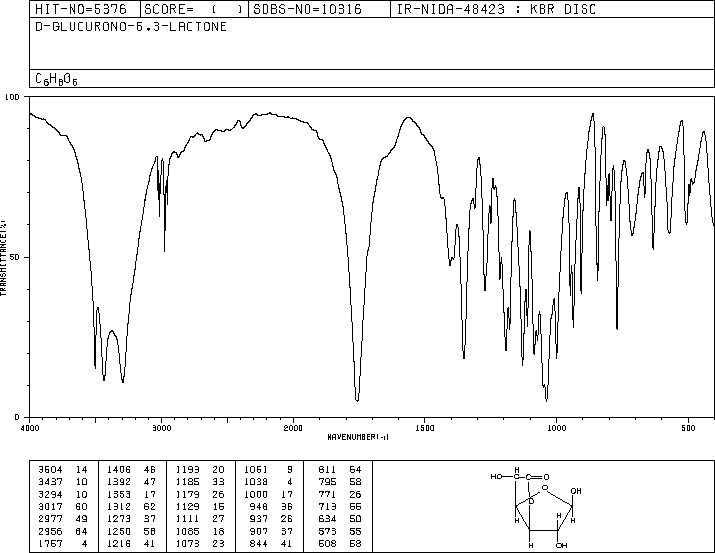 HIT-NO=5376 SCORE= ( ) SDBS-NO=10316 IR-NIDA-48423 : KBR DISC
D-GLUCURONO-6,3-LACTONE
C6H8O6
100
50
0
TRANSMITTANCE(%)
4000 3000 2000 1500 1000 500
WAVENUMBER(-1)
3504 14 1406 46 1193 20 1051 9 811 64
3437 10 1392 47 1185 33 1038 4 795 58
3294 10 1353 17 1179 26 1000 17 771 26
3017 60 1312 62 1129 15 948 36 719 55
2977 49 1273 37 1111 27 937 26 634 50
2956 64 1250 58 1085 18 907 37 573 55
1757 4 1216 41 1073 23 844 41 508 58
H
HO C C O
O
O OH
H H
H OH